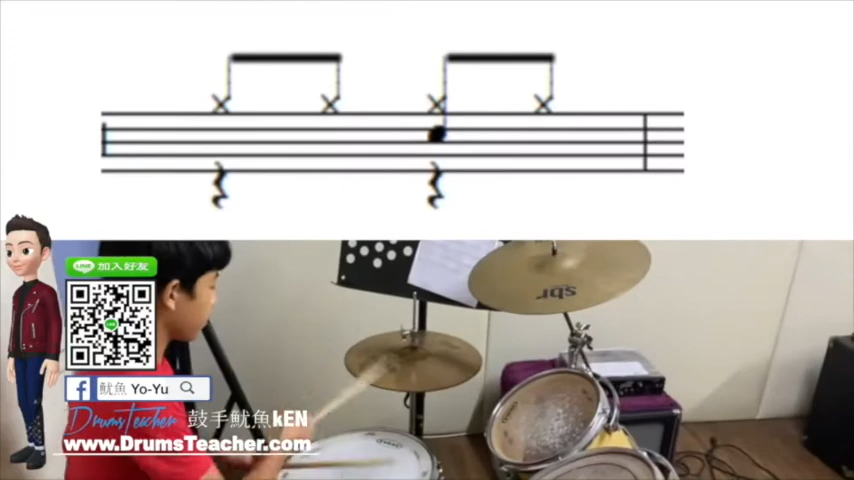 sbr
LINE 加入好友
魷魚 Yo-Yu
DrumsTeacher 鼓手魷魚kEN
www.DrumsTeacher.com